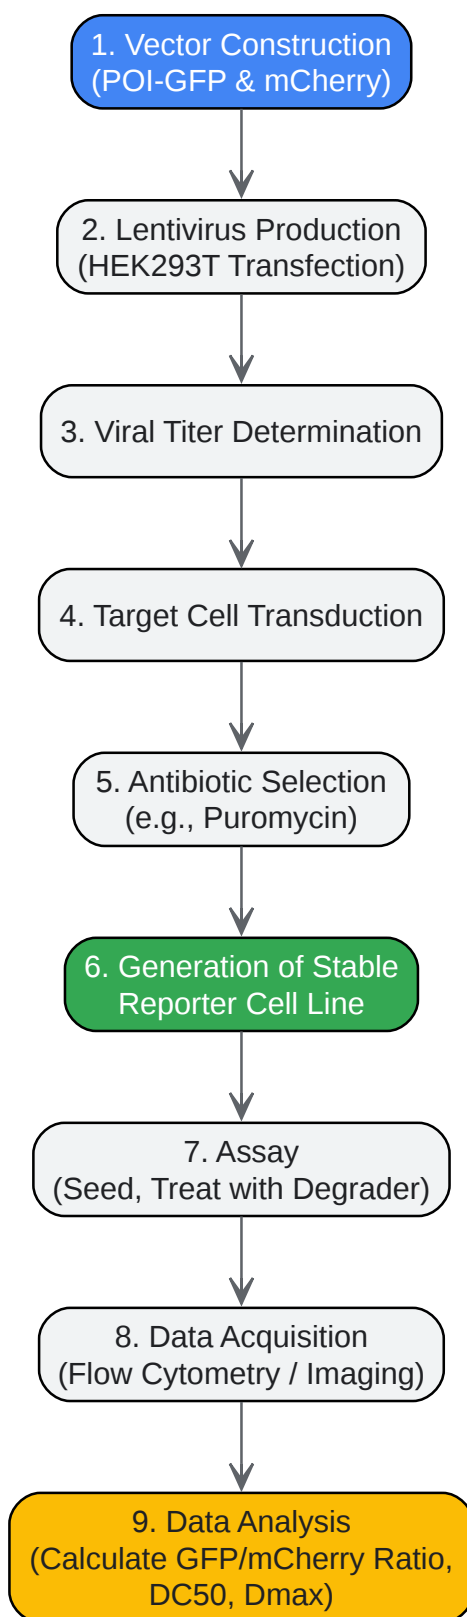 1. Vector Construction
(POI-GFP & mCherry)
2. Lentivirus Production
(HEK293T Transfection)
3. Viral Titer Determination
4. Target Cell Transduction
5. Antibiotic Selection
(e.g., Puromycin)
6. Generation of Stable
Reporter Cell Line
7. Assay
(Seed, Treat with Degrader)
8. Data Acquisition
(Flow Cytometry / Imaging)
9. Data Analysis
(Calculate GFP/mCherry Ratio,
DC50, Dmax)